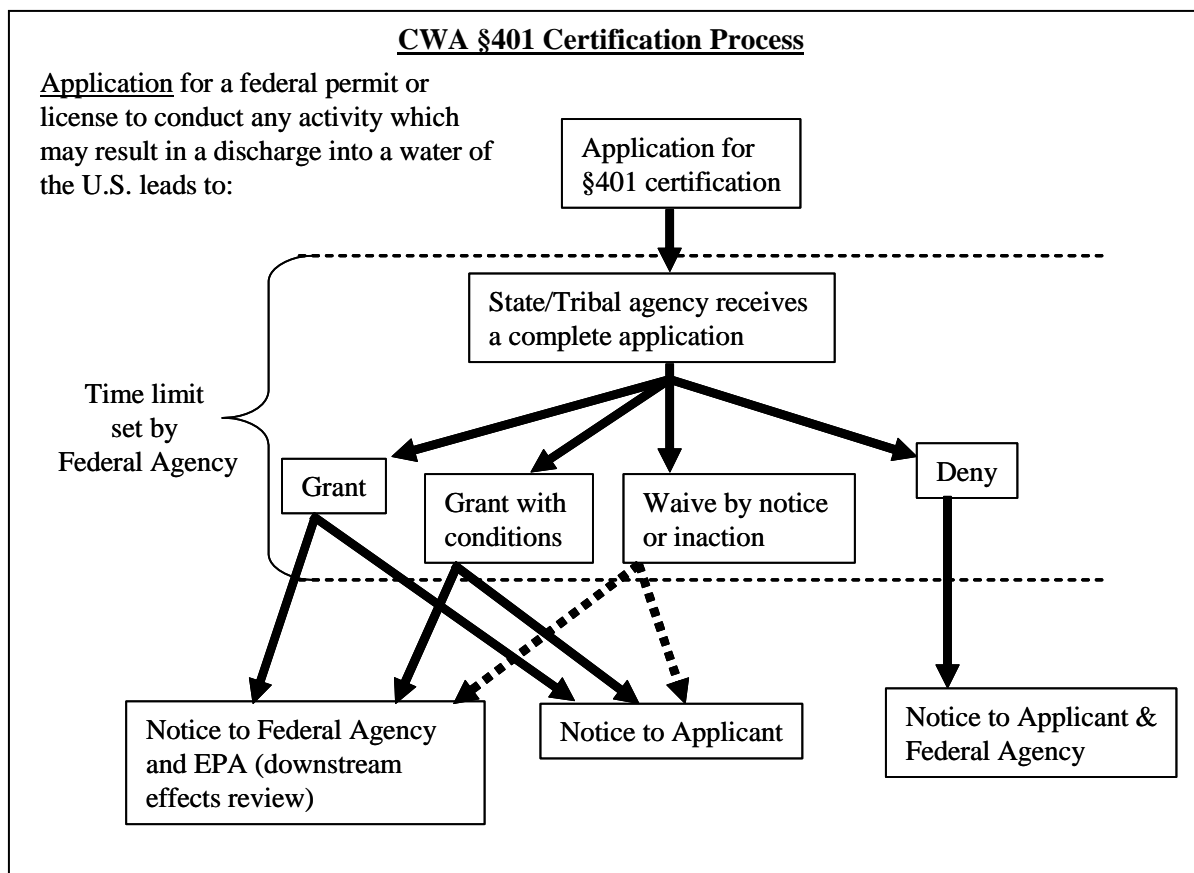 CWA §401 Certification Process
Application for a federal permit or
license to conduct any activity which
may result in a discharge into a water of
the U.S. leads to:
Application for
§401 certification
State/Tribal agency receives
a complete application
Time limit
set by
Federal Agency
Grant
Grant with
conditions
Waive by notice
or inaction
Deny
Notice to Federal Agency
and EPA (downstream
effects review)
Notice to Applicant
Notice to Applicant &
Federal Agency